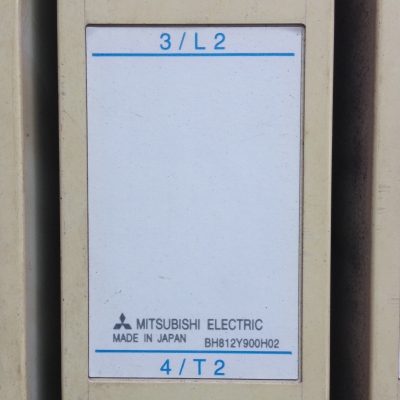 3/L2
MITSUBISHI ELECTRIC
MADE IN JAPAN BH812Y900H02
4/T2